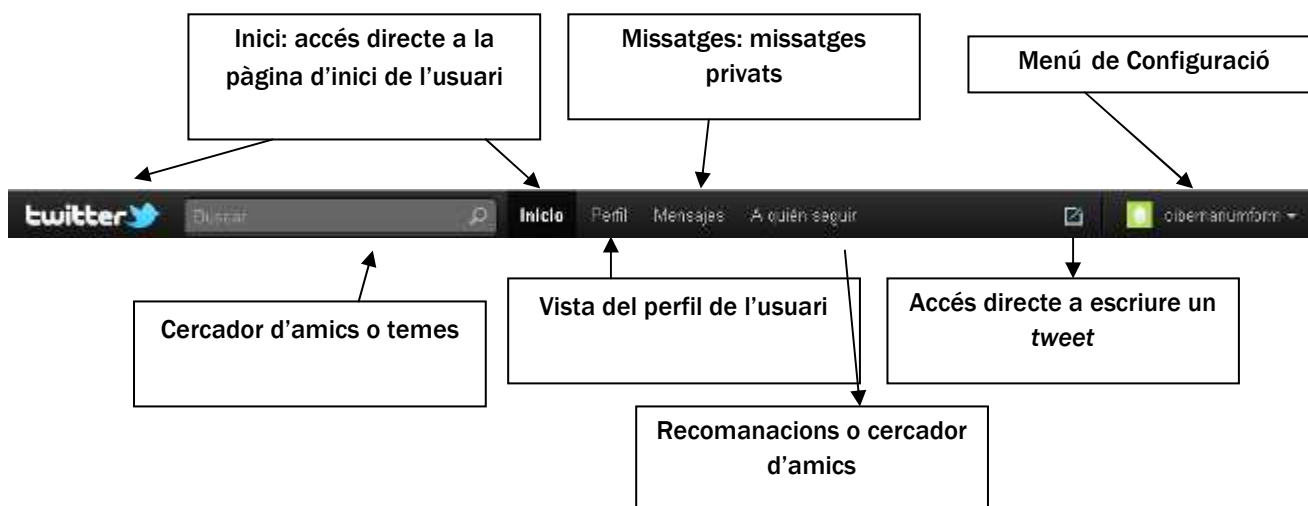 Inici: accés directe a la
pàgina d'inici de l'usuari
Missatges: missatges
privats
Menú de Configuració
twitter
Buscar
Inicio
Perfil
Mensajes
A quién seguir
cibernariumform
Cercador d'amics o temes
Vista del perfil de l'usuari
Accés directe a escriure un
tweet
Recomanacions o cercador
d'amics